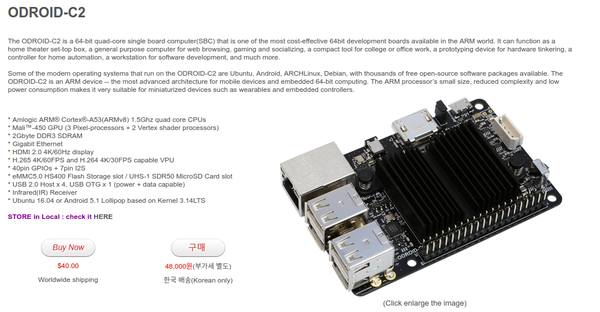 ODROID-C2
The ODROID-C2 is a 64-bit quad-core single board computer(SBC) that is one of the most cost-effective 64bit development boards available in the ARM world. It can function as a
home theater set-top box, a general purpose computer for web browsing, gaming and socializing, a compact tool for college or office work, a prototyping device for hardware tinkering, a
controller for home automation, a workstation for software development, and much more.
Some of the modern operating systems that run on the ODROID-C2 are Ubuntu, Android, ARCHLinux, Debian, with thousands of free open-source software packages available. The
ODROID-C2 is an ARM device -- the most advanced architecture for mobile devices and embedded 64-bit computing. The ARM processor's small size, reduced complexity and low
power consumption makes it very suitable for miniaturized devices such as wearables and embedded controllers.
* Amlogic ARM® Cortex®-A53(ARMv8) 1.5Ghz quad core CPUs
* Mali™-450 GPU (3 Pixel-processors + 2 Vertex shader processors)
* 2Gbyte DDR3 SDRAM
* Gigabit Ethernet
* HDMI 2.0 4K/60Hz display
* H.265 4K/60FPS and H.264 4K/30FPS capable VPU
* 40pin GPIOs + 7pin I2S
* eMMC5.0 HS400 Flash Storage slot / UHS-1 SDR50 MicroSD Card slot
* USB 2.0 Host x 4, USB OTG x 1 (power + data capable)
* Infrared(IR) Receiver
* Ubuntu 16.04 or Android 5.1 Lollipop based on Kernel 3.14LTS
STORE in Local : check it HERE
Buy Now
구매
$40.00
48.000원(부가세 별도)
Worldwide shipping
한국 배송(Korean only)
ODROID-
(Click enlarge the image)